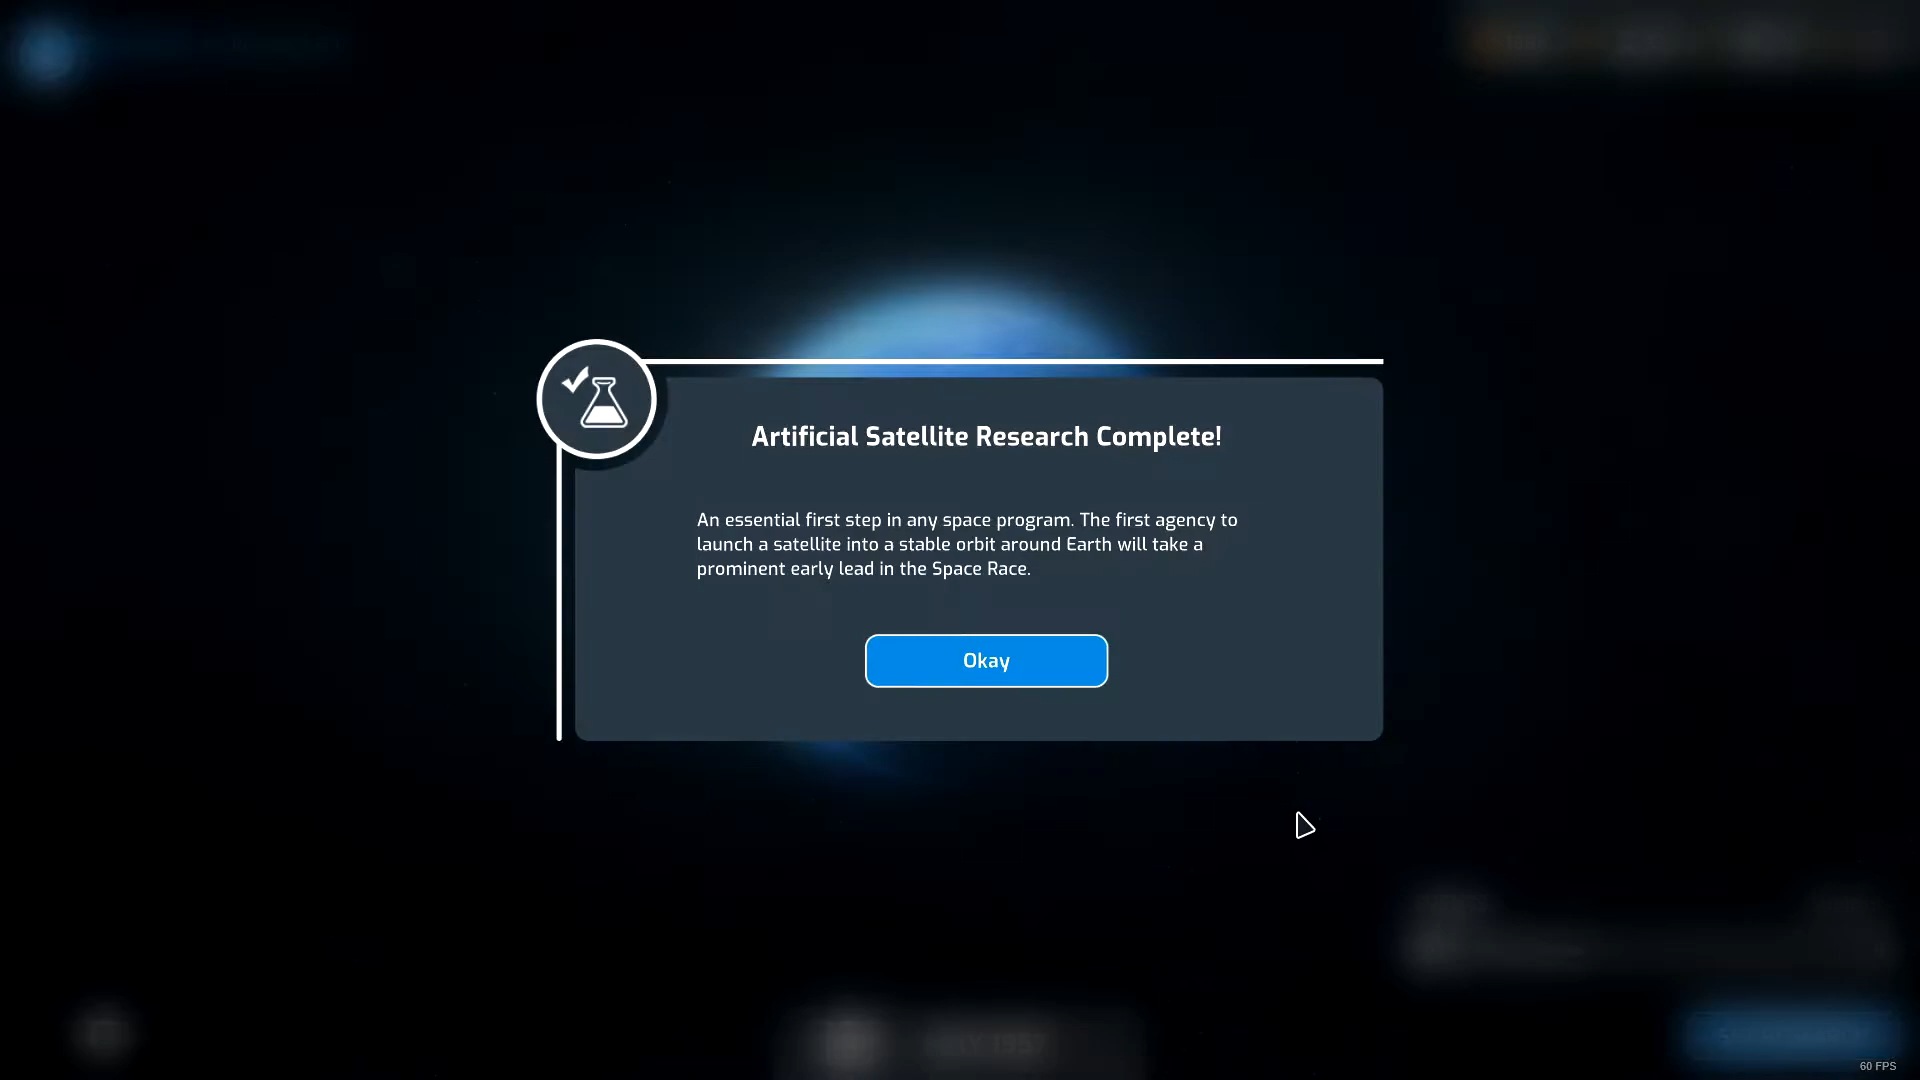 Artificial Satellite Research Complete!
An essential first step in any space program. The first agency to
launch a satellite into a stable orbit around Earth will take a
prominent early lead in the Space Race.
Okay
60 FPS